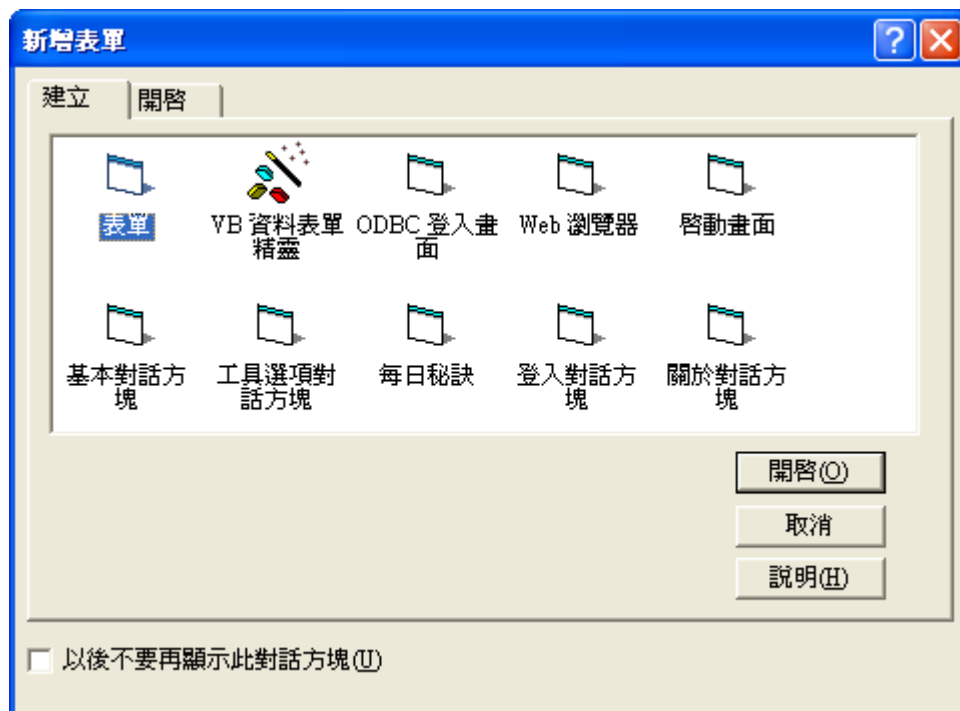 新增表單
建立 開啓
表單 VB 資料表單 ODBC 登入畫 Web 瀏覽器 啓動畫面
精靈 面
基本對話方 工具選項對 每日秘訣 登入對話方 關於對話方
塊 話方塊 塊 塊
開啓(O)
取消
說明(H)
以後不要再顯示此對話方塊(U)